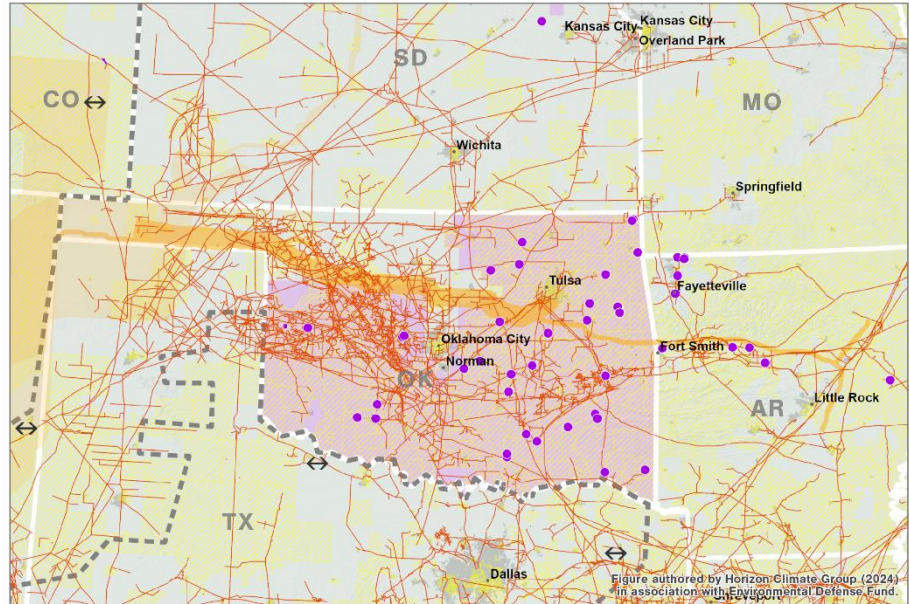 Kansas City
Kansas City
Overland Park
SD
CO
MO
Wichita
Springfield
Tulsa
Fayetteville
Oklahoma City
Norman
OK
Fort Smith
AR
Little Rock
TX
Dallas
Figure authored by Horizon Climate Group (2024)
in association with Environmental Defense Fund.
Shreveport